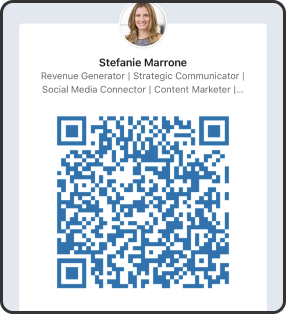 Stefanie Marrone
Revenue Generator | Strategic Communicator |
Social Media Connector | Content Marketer |...